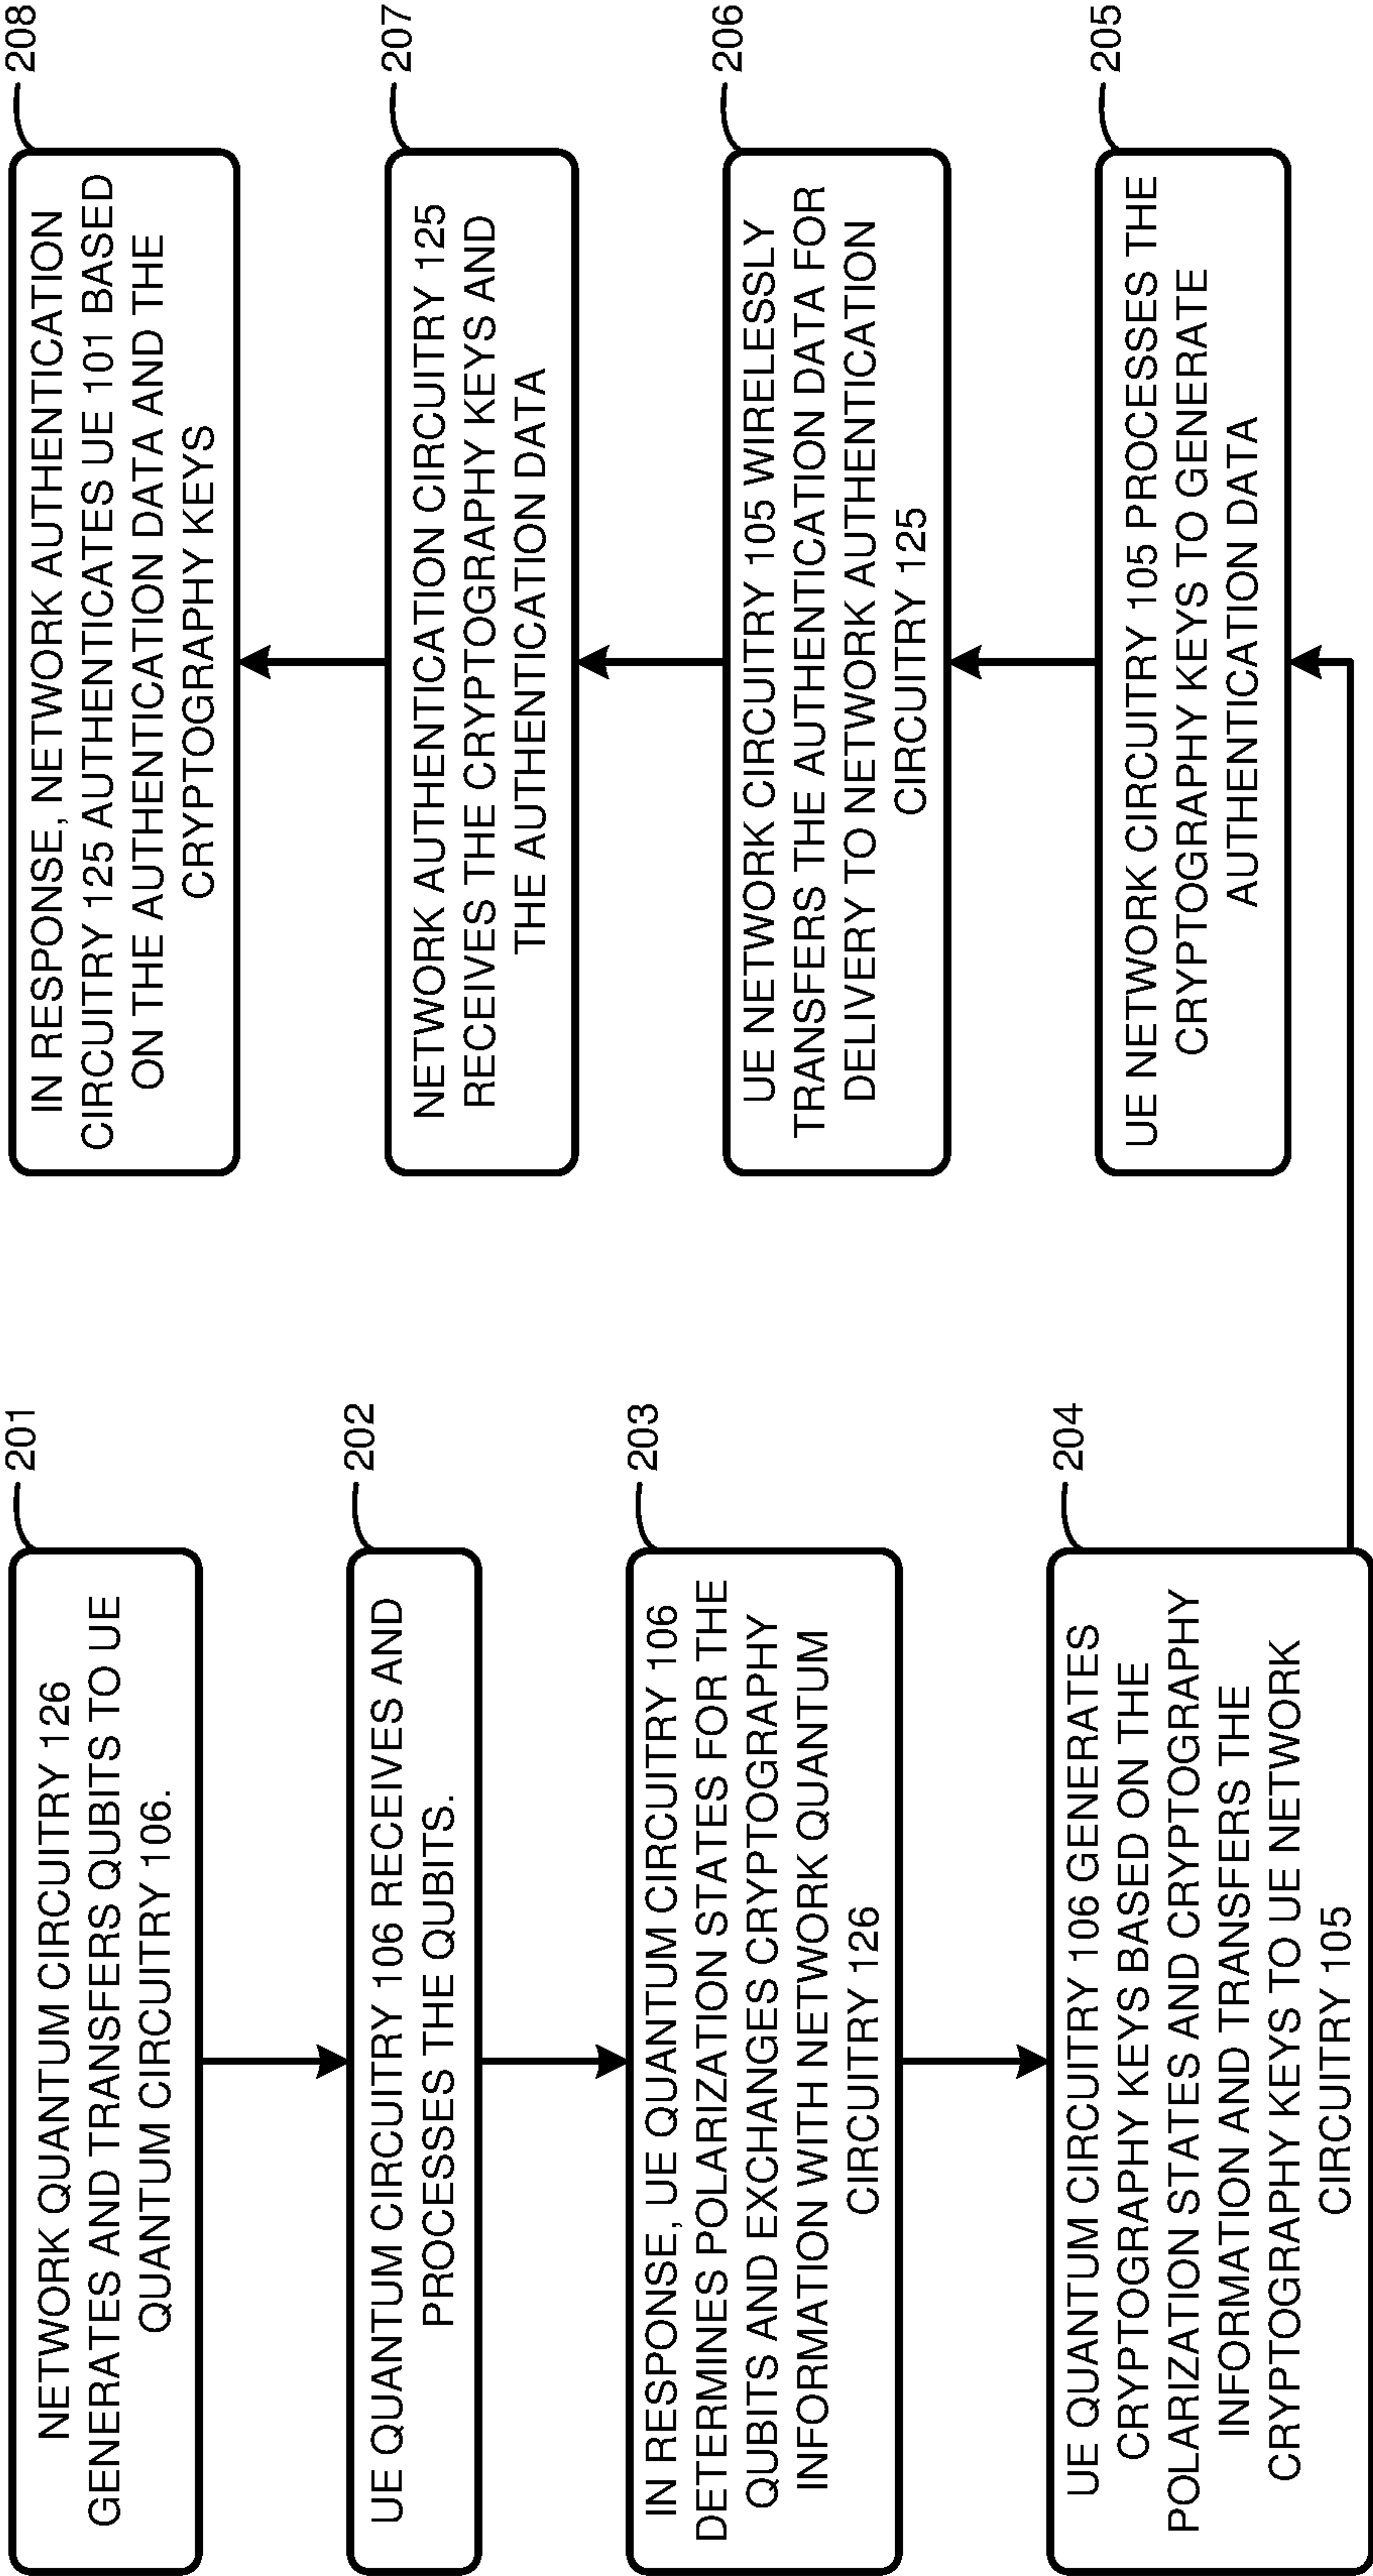 201
NETWORK QUANTUM CIRCUITRY 126
GENERATES AND TRANSFERS QUBITS TO UE
QUANTUM CIRCUITRY 106.
202
UE QUANTUM CIRCUITRY 106 RECEIVES AND
PROCESSES THE QUBITS.
203
IN RESPONSE, UE QUANTUM CIRCUITRY 106
DETERMINES POLARIZATION STATES FOR THE
QUBITS AND EXCHANGES CRYPTOGRAPHY
INFORMATION WITH NETWORK QUANTUM
CIRCUITRY 126
204
UE QUANTUM CIRCUITRY 106 GENERATES
CRYPTOGRAPHY KEYS BASED ON THE
POLARIZATION STATES AND CRYPTOGRAPHY
INFORMATION AND TRANSFERS THE
CRYPTOGRAPHY KEYS TO UE NETWORK
CIRCUITRY 105
205
UE NETWORK CIRCUITRY 105 PROCESSES THE
CRYPTOGRAPHY KEYS TO GENERATE
AUTHENTICATION DATA
206
UE NETWORK CIRCUITRY 105 WIRELESSLY
TRANSFERS THE AUTHENTICATION DATA FOR
DELIVERY TO NETWORK AUTHENTICATION
CIRCUITRY 125
207
NETWORK AUTHENTICATION CIRCUITRY 125
RECEIVES THE CRYPTOGRAPHY KEYS AND
THE AUTHENTICATION DATA
208
IN RESPONSE, NETWORK AUTHENTICATION
CIRCUITRY 125 AUTHENTICATES UE 101 BASED
ON THE AUTHENTICATION DATA AND THE
CRYPTOGRAPHY KEYS